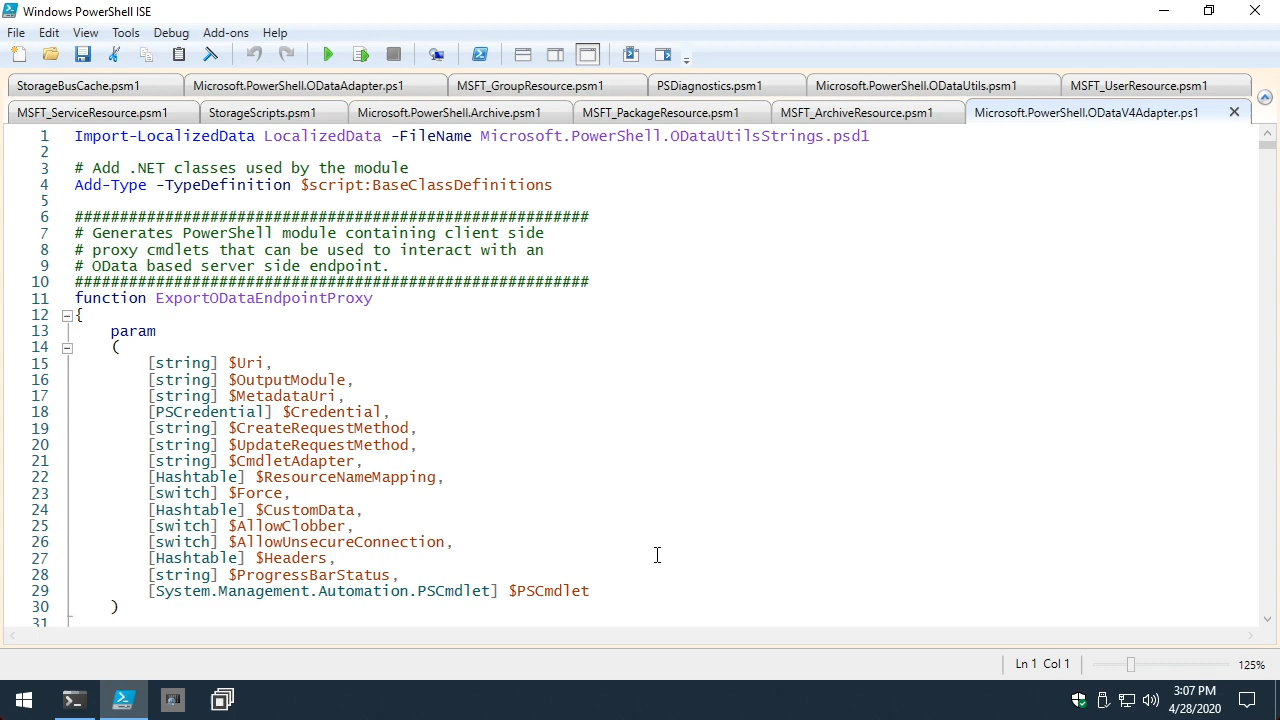 Windows PowerShell ISE
File Edit View Tools Debug Add-ons Help
StorageBusCache.psm1 Microsoft.PowerShell.ODataAdapter.ps1 MSFT_GroupResource.psm1 PSDiagnostics.psm1 Microsoft.PowerShell.ODataUtils.psm1 MSFT_UserResource.psm1
MSFT_ServiceResource.psm1 StorageScripts.psm1 Microsoft.PowerShell.Archive.psm1 MSFT_PackageResource.psm1 MSFT_ArchiveResource.psm1 Microsoft.PowerShell.ODataV4Adapter.ps1
1 Import-LocalizedData LocalizedData -FileName Microsoft.PowerShell.ODataUtilsStrings.psd1
2
3 # Add .NET classes used by the module
4 Add-Type -TypeDefinition $script:BaseClassDefinitions
5
6 #########################################################
7 # Generates PowerShell module containing client side
8 # proxy cmdlets that can be used to interact with an
9 # OData based server side endpoint.
10 #########################################################
11 function ExportODataEndpointProxy
12 {
13 param
14 (
15 [string] $Uri,
16 [string] $OutputModule,
17 [string] $MetadataUri,
18 [PSCredential] $Credential,
19 [string] $CreateRequestMethod,
20 [string] $UpdateRequestMethod,
21 [string] $CmdletAdapter,
22 [Hashtable] $ResourceNameMapping,
23 [switch] $Force,
24 [Hashtable] $CustomData,
25 [switch] $AllowClobber,
26 [switch] $AllowUnsecureConnection,
27 [Hashtable] $Headers,
28 [string] $ProgressBarStatus,
29 [System.Management.Automation.PSCmdlet] $PSCmdlet
30 )
31
Ln 1 Col 1 125%
3:07 PM
4/28/2020